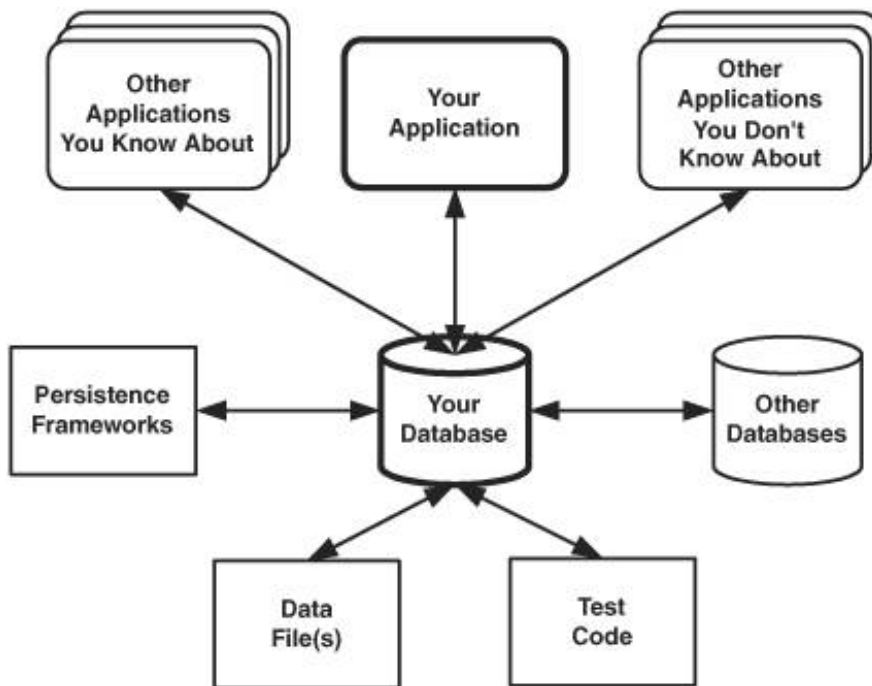 Other
Applications
You Know About
Your
Application
Other
Applications
You Don't
Know About
Persistence
Frameworks
Your
Database
Other
Databases
Data
File(s)
Test
Code